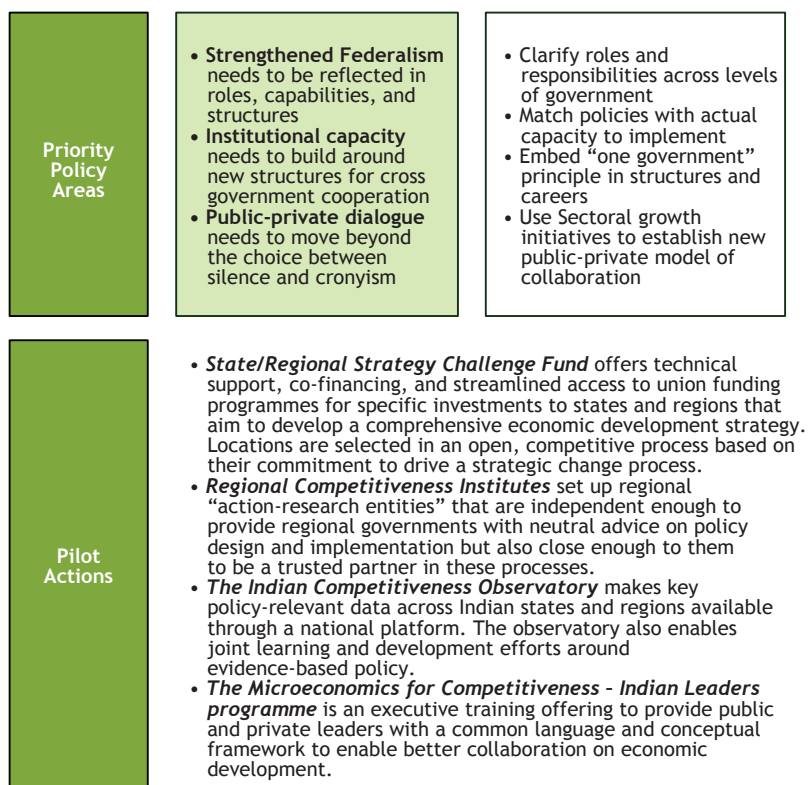 Priority
Policy
Areas
• Strengthened Federalism
needs to be reflected in
roles, capabilities, and
structures
• Institutional capacity
needs to build around
new structures for cross
government cooperation
• Public-private dialogue
needs to move beyond
the choice between
silence and cronyism
• Clarify roles and
responsibilities across levels
of government
• Match policies with actual
capacity to implement
• Embed “one government”
principle in structures and
careers
• Use Sectoral growth
initiatives to establish new
public-private model of
collaboration
Pilot
Actions
• State/Regional Strategy Challenge Fund offers technical
support, co-financing, and streamlined access to union funding
programmes for specific investments to states and regions that
aim to develop a comprehensive economic development strategy.
Locations are selected in an open, competitive process based on
their commitment to drive a strategic change process.
• Regional Competitiveness Institutes set up regional
“action-research entities” that are independent enough to
provide regional governments with neutral advice on policy
design and implementation but also close enough to them
to be a trusted partner in these processes.
• The Indian Competitiveness Observatory makes key
policy-relevant data across Indian states and regions available
through a national platform. The observatory also enables
joint learning and development efforts around
evidence-based policy.
• The Microeconomics for Competitiveness – Indian Leaders
programme is an executive training offering to provide public
and private leaders with a common language and conceptual
framework to enable better collaboration on economic
development.